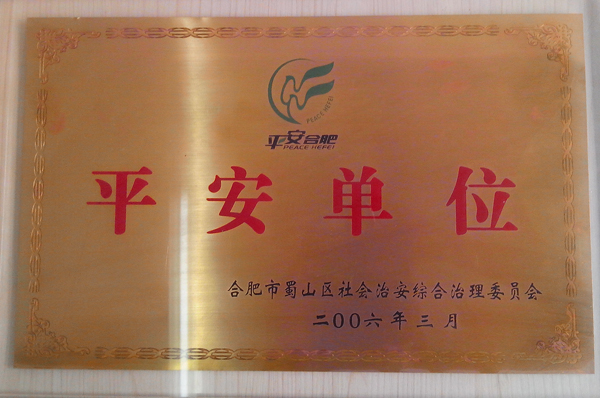 PEACE HEFEI
平安合肥
PEACE HEFEI
平安单位
合肥市蜀山区社会治安综合治理委员会
二00六年三月